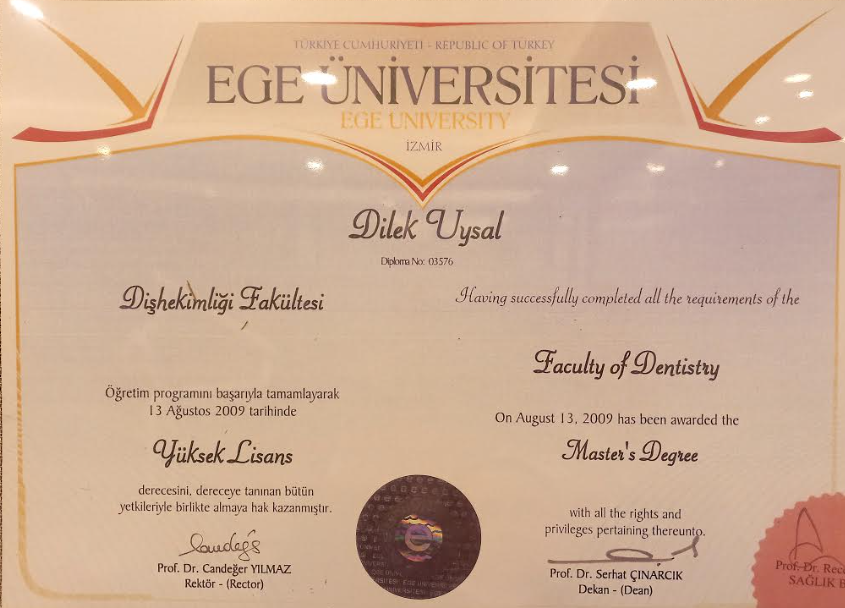 TÜRKİYE CUMHURİYETİ - REPUBLIC OF TURKEY
EGE ÜNİVERSİTESİ
EGE UNIVERSITY
İZMİR
Dilek Uysal
Diploma No: 03576
Dişhekimliği Fakültesi
Öğretim programını başarıyla tamamlayarak
13 Ağustos 2009 tarihinde
Yüksek Lisans
derecesini, dereceye tanınan bütün
yetkileriyle birlikte almaya hak kazanmıştır.
Prof. Dr. Candeğer YILMAZ
Rektör - (Rector)
Having successfully completed all the requirements of the
Faculty of Dentistry
On August 13, 2009 has been awarded the
Master's Degree
with all the rights and
privileges pertaining thereunto.
Prof. Dr. Serhat ÇINARCIK
Dekan - (Dean)
e
Prof. Dr. Rec
SAĞLIK B